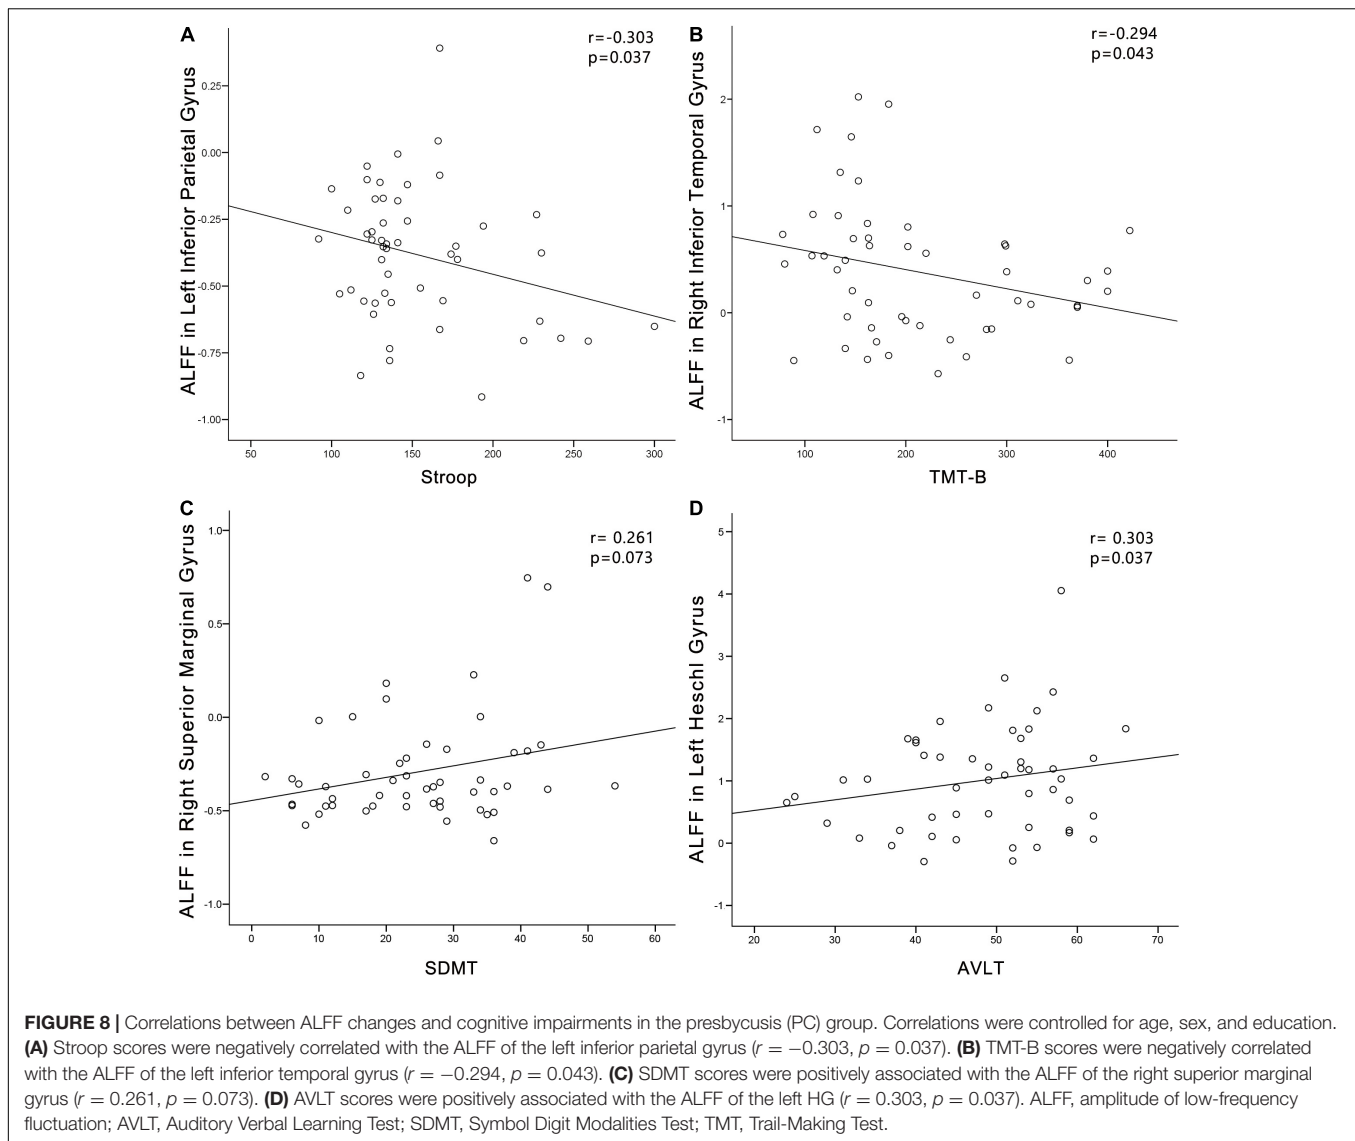 A
r=-0.303
p=0.037
ALFF in Left Inferior Parietal Gyrus
0.25
0.00
-0.25
-0.50
-0.75
-1.00
50 100 150 200 250 300
Stroop
B
r=-0.294
p=0.043
ALFF in Right Inferior Temporal Gyrus
2
1
0
-1
100 200 300 400
TMT-B
C
r= 0.261
p=0.073
ALFF in Right Superior Marginal Gyrus
1.0
0.5
0.0
-0.5
-1.0
0 10 20 30 40 50 60
SDMT
D
r= 0.303
p=0.037
ALFF in Left Heschl Gyrus
5
4
3
2
1
0
-1
20 30 40 50 60 70
AVLT
FIGURE 8 | Correlations between ALFF changes and cognitive impairments in the presbycusis (PC) group. Correlations were controlled for age, sex, and education.
(A) Stroop scores were negatively correlated with the ALFF of the left inferior parietal gyrus (r = −0.303, p = 0.037). (B) TMT-B scores were negatively correlated
with the ALFF of the left inferior temporal gyrus (r = −0.294, p = 0.043). (C) SDMT scores were positively associated with the ALFF of the right superior marginal
gyrus (r = 0.261, p = 0.073). (D) AVLT scores were positively associated with the ALFF of the left HG (r = 0.303, p = 0.037). ALFF, amplitude of low-frequency
fluctuation; AVLT, Auditory Verbal Learning Test; SDMT, Symbol Digit Modalities Test; TMT, Trail-Making Test.